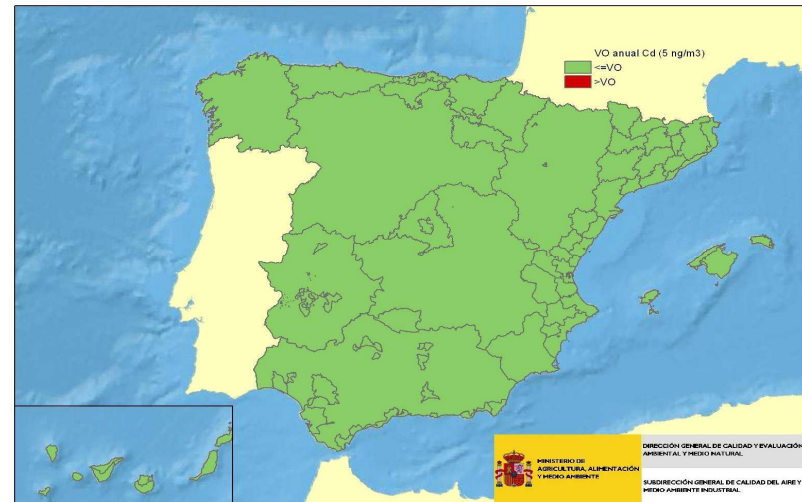 VO anual Cd (5 ng/m3)
<=VO
>VO
MINISTERIO DE
AGRICULTURA, ALIMENTACIÓN
Y MEDIO AMBIENTE
DIRECCIÓN GENERAL DE CALIDAD Y EVALUACIÓN
AMBIENTAL Y MEDIO NATURAL
SUBDIRECCIÓN GENERAL DE CALIDAD DEL AIRE Y
MEDIO AMBIENTE INDUSTRIAL